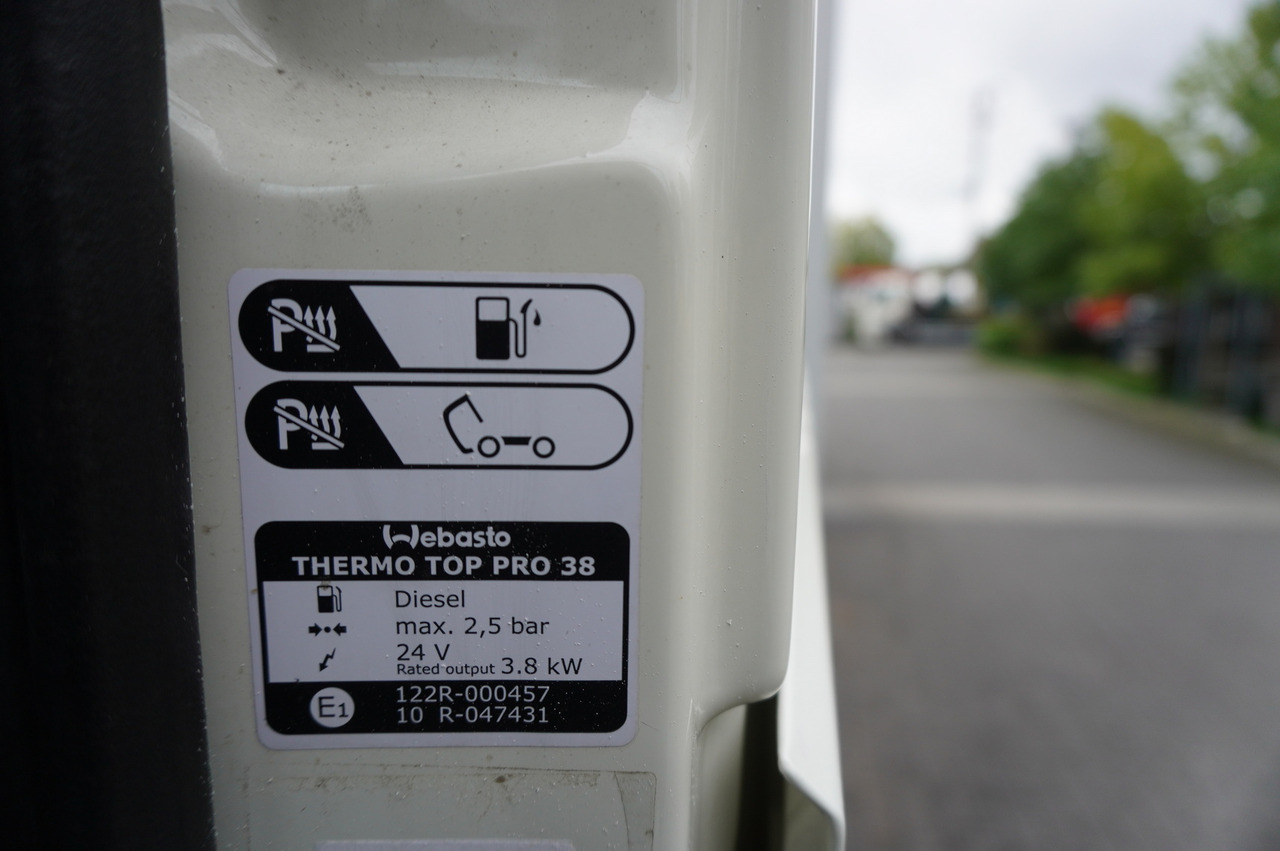 P
P
Webasto
THERMO TOP PRO 38
Diesel
max. 2,5 bar
24 V
Rated output 3.8 kW
E1 122R-000457
10 R-047431